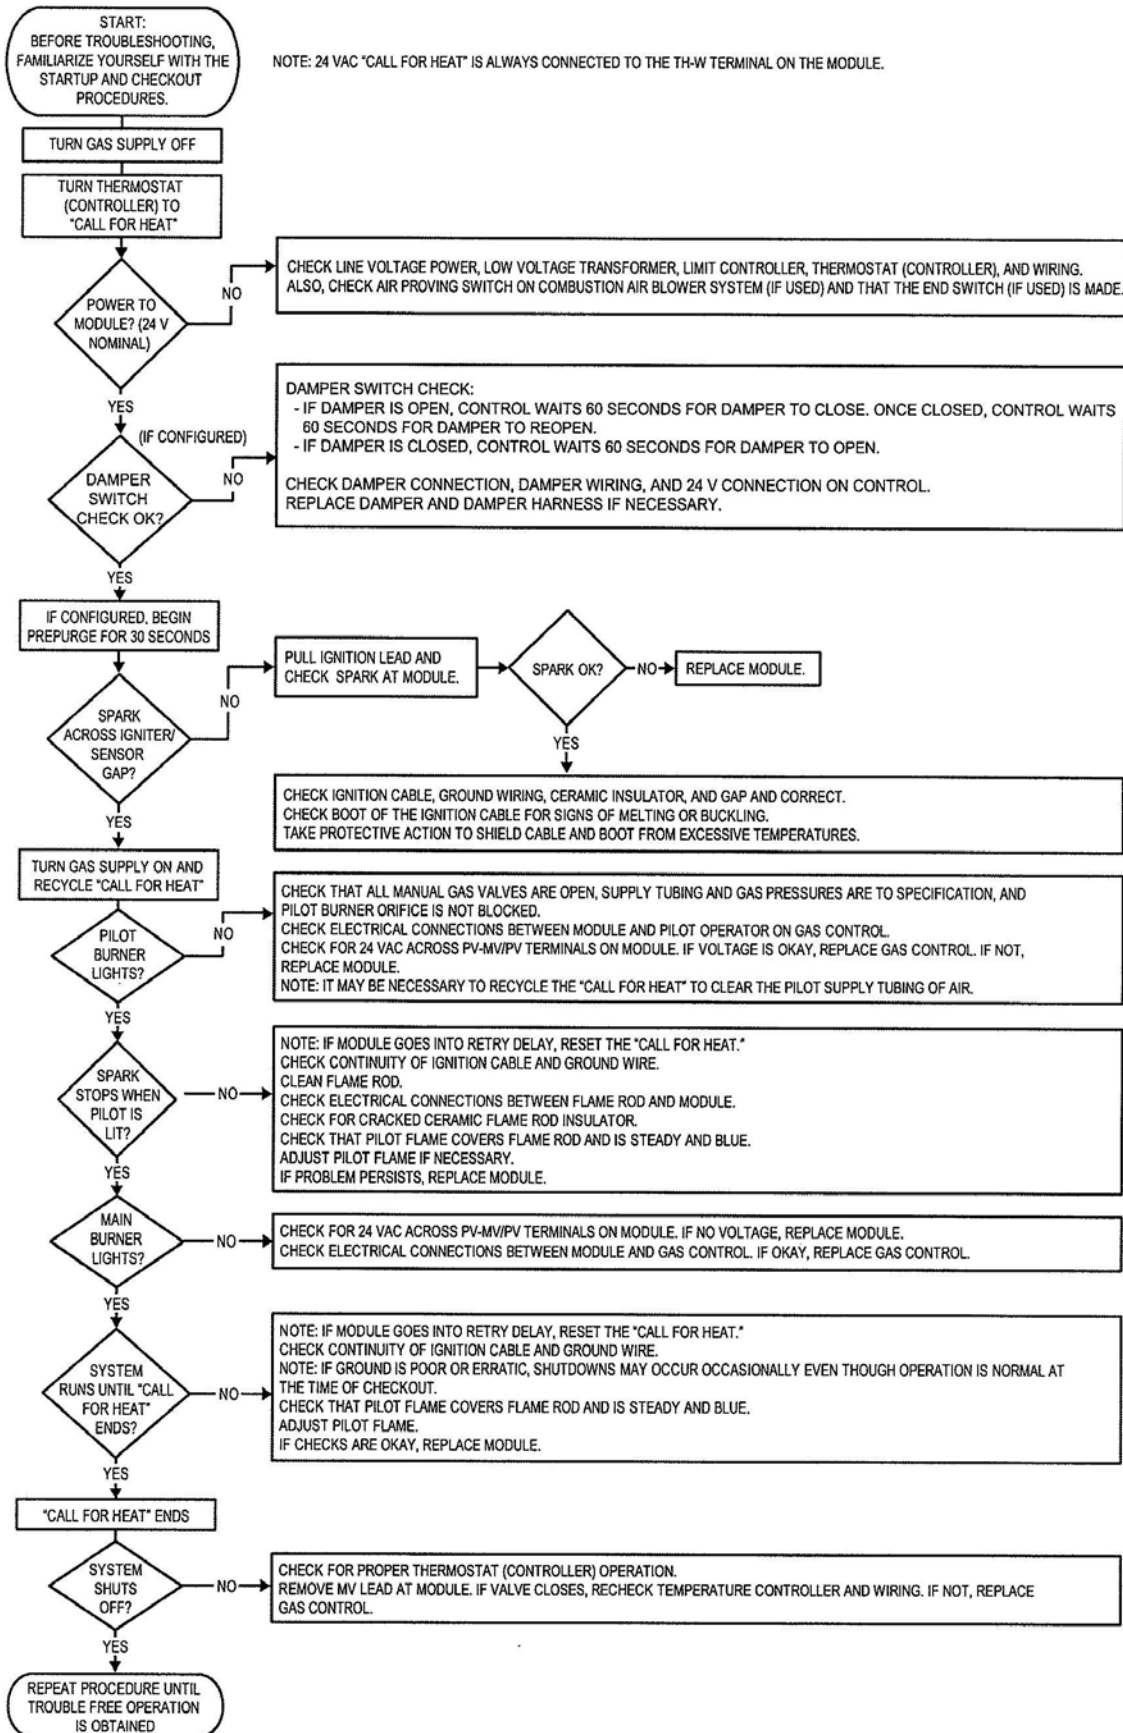 START:
BEFORE TROUBLESHOOTING,
FAMILIARIZE YOURSELF WITH THE
STARTUP AND CHECKOUT
PROCEDURES.
NOTE: 24 VAC "CALL FOR HEAT" IS ALWAYS CONNECTED TO THE TH-W TERMINAL ON THE MODULE.
TURN GAS SUPPLY OFF
TURN THERMOSTAT
(CONTROLLER) TO
"CALL FOR HEAT"
POWER TO
MODULE? (24 V
NOMINAL)
NO
CHECK LINE VOLTAGE POWER, LOW VOLTAGE TRANSFORMER, LIMIT CONTROLLER, THERMOSTAT (CONTROLLER), AND WIRING.
ALSO, CHECK AIR PROVING SWITCH ON COMBUSTION AIR BLOWER SYSTEM (IF USED) AND THAT THE END SWITCH (IF USED) IS MADE.
YES
(IF CONFIGURED)
DAMPER
SWITCH
CHECK OK?
NO
DAMPER SWITCH CHECK:
- IF DAMPER IS OPEN, CONTROL WAITS 60 SECONDS FOR DAMPER TO CLOSE. ONCE CLOSED, CONTROL WAITS
60 SECONDS FOR DAMPER TO REOPEN.
- IF DAMPER IS CLOSED, CONTROL WAITS 60 SECONDS FOR DAMPER TO OPEN.
CHECK DAMPER CONNECTION, DAMPER WIRING, AND 24 V CONNECTION ON CONTROL.
REPLACE DAMPER AND DAMPER HARNESS IF NECESSARY.
YES
IF CONFIGURED, BEGIN
PREPURGE FOR 30 SECONDS
SPARK
ACROSS IGNITER/
SENSOR
GAP?
NO
PULL IGNITION LEAD AND
CHECK SPARK AT MODULE.
SPARK OK?
NO
REPLACE MODULE.
YES
CHECK IGNITION CABLE, GROUND WIRING, CERAMIC INSULATOR, AND GAP AND CORRECT.
CHECK BOOT OF THE IGNITION CABLE FOR SIGNS OF MELTING OR BUCKLING.
TAKE PROTECTIVE ACTION TO SHIELD CABLE AND BOOT FROM EXCESSIVE TEMPERATURES.
YES
TURN GAS SUPPLY ON AND
RECYCLE "CALL FOR HEAT"
PILOT
BURNER
LIGHTS?
NO
CHECK THAT ALL MANUAL GAS VALVES ARE OPEN, SUPPLY TUBING AND GAS PRESSURES ARE TO SPECIFICATION, AND
PILOT BURNER ORIFICE IS NOT BLOCKED.
CHECK ELECTRICAL CONNECTIONS BETWEEN MODULE AND PILOT OPERATOR ON GAS CONTROL.
CHECK FOR 24 VAC ACROSS PV-MV/PV TERMINALS ON MODULE. IF VOLTAGE IS OKAY, REPLACE GAS CONTROL. IF NOT,
REPLACE MODULE.
NOTE: IT MAY BE NECESSARY TO RECYCLE THE "CALL FOR HEAT" TO CLEAR THE PILOT SUPPLY TUBING OF AIR.
YES
SPARK
STOPS WHEN
PILOT IS
LIT?
NO
NOTE: IF MODULE GOES INTO RETRY DELAY, RESET THE "CALL FOR HEAT."
CHECK CONTINUITY OF IGNITION CABLE AND GROUND WIRE.
CLEAN FLAME ROD.
CHECK ELECTRICAL CONNECTIONS BETWEEN FLAME ROD AND MODULE.
CHECK FOR CRACKED CERAMIC FLAME ROD INSULATOR.
CHECK THAT PILOT FLAME COVERS FLAME ROD AND IS STEADY AND BLUE.
ADJUST PILOT FLAME IF NECESSARY.
IF PROBLEM PERSISTS, REPLACE MODULE.
YES
MAIN
BURNER
LIGHTS?
NO
CHECK FOR 24 VAC ACROSS PV-MV/PV TERMINALS ON MODULE. IF NO VOLTAGE, REPLACE MODULE.
CHECK ELECTRICAL CONNECTIONS BETWEEN MODULE AND GAS CONTROL. IF OKAY, REPLACE GAS CONTROL.
YES
SYSTEM
RUNS UNTIL "CALL
FOR HEAT"
ENDS?
NO
NOTE: IF MODULE GOES INTO RETRY DELAY, RESET THE "CALL FOR HEAT."
CHECK CONTINUITY OF IGNITION CABLE AND GROUND WIRE.
NOTE: IF GROUND IS POOR OR ERRATIC, SHUTDOWNS MAY OCCUR OCCASIONALLY EVEN THOUGH OPERATION IS NORMAL AT
THE TIME OF CHECKOUT.
CHECK THAT PILOT FLAME COVERS FLAME ROD AND IS STEADY AND BLUE.
ADJUST PILOT FLAME.
IF CHECKS ARE OKAY, REPLACE MODULE.
YES
"CALL FOR HEAT" ENDS
SYSTEM
SHUTS
OFF?
NO
CHECK FOR PROPER THERMOSTAT (CONTROLLER) OPERATION.
REMOVE MV LEAD AT MODULE. IF VALVE CLOSES, RECHECK TEMPERATURE CONTROLLER AND WIRING. IF NOT, REPLACE
GAS CONTROL.
YES
REPEAT PROCEDURE UNTIL
TROUBLE FREE OPERATION
IS OBTAINED